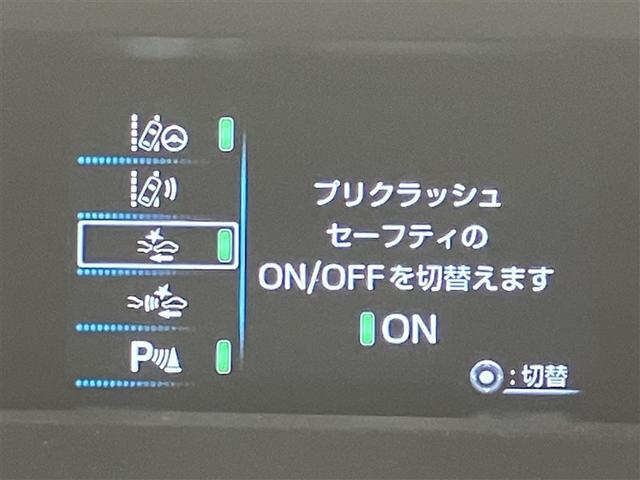 プリクラッシュ
セーフティの
ON/OFFを切替えます
ON
P
:切替